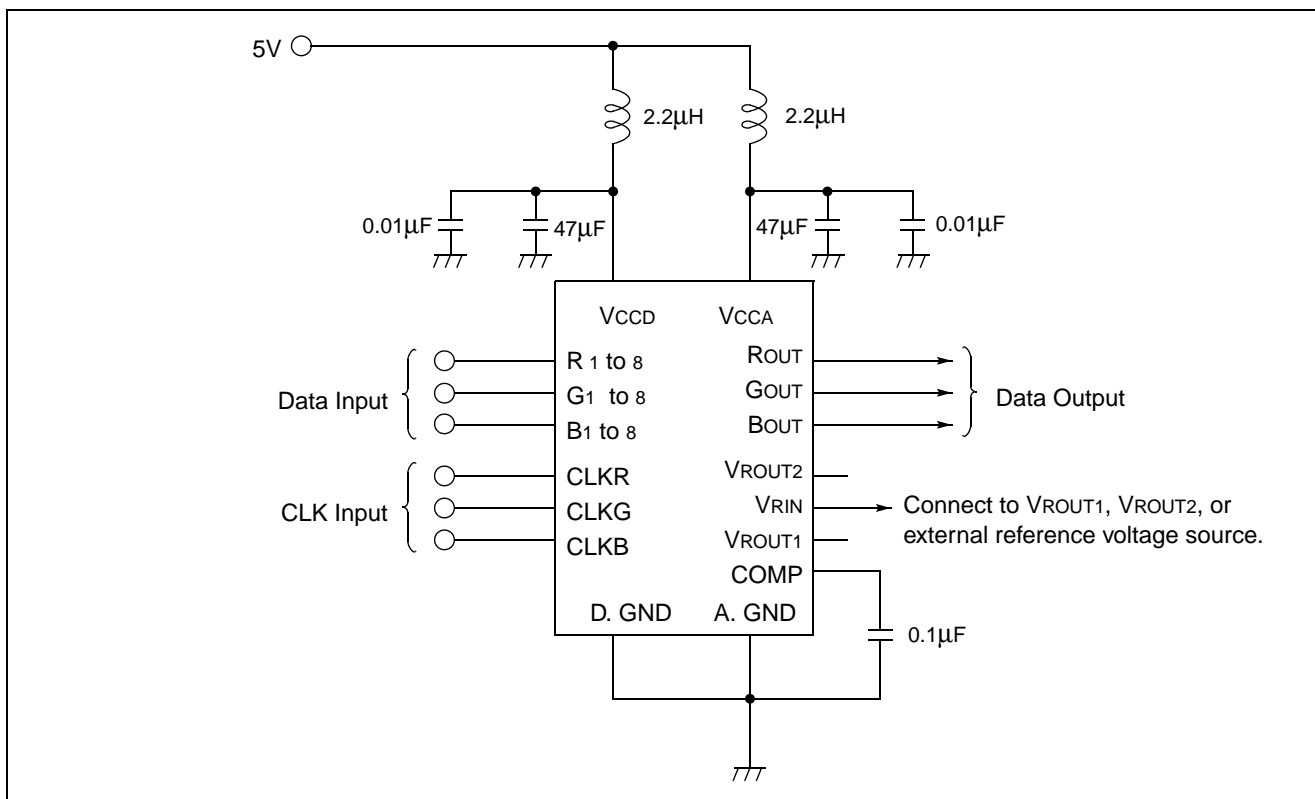 5V
2.2μH
2.2μH
0.01μF
47μF
47μF
0.01μF
VCCD
VCCA
Data Input
R 1 to 8
G1 to 8
B1 to 8
ROUT
GOUT
BOUT
Data Output
CLK Input
CLKR
CLKG
CLKB
VROUT2
VRIN
VROUT1
COMP
Connect to VROUT1, VROUT2, or
external reference voltage source.
D. GND
A. GND
0.1μF